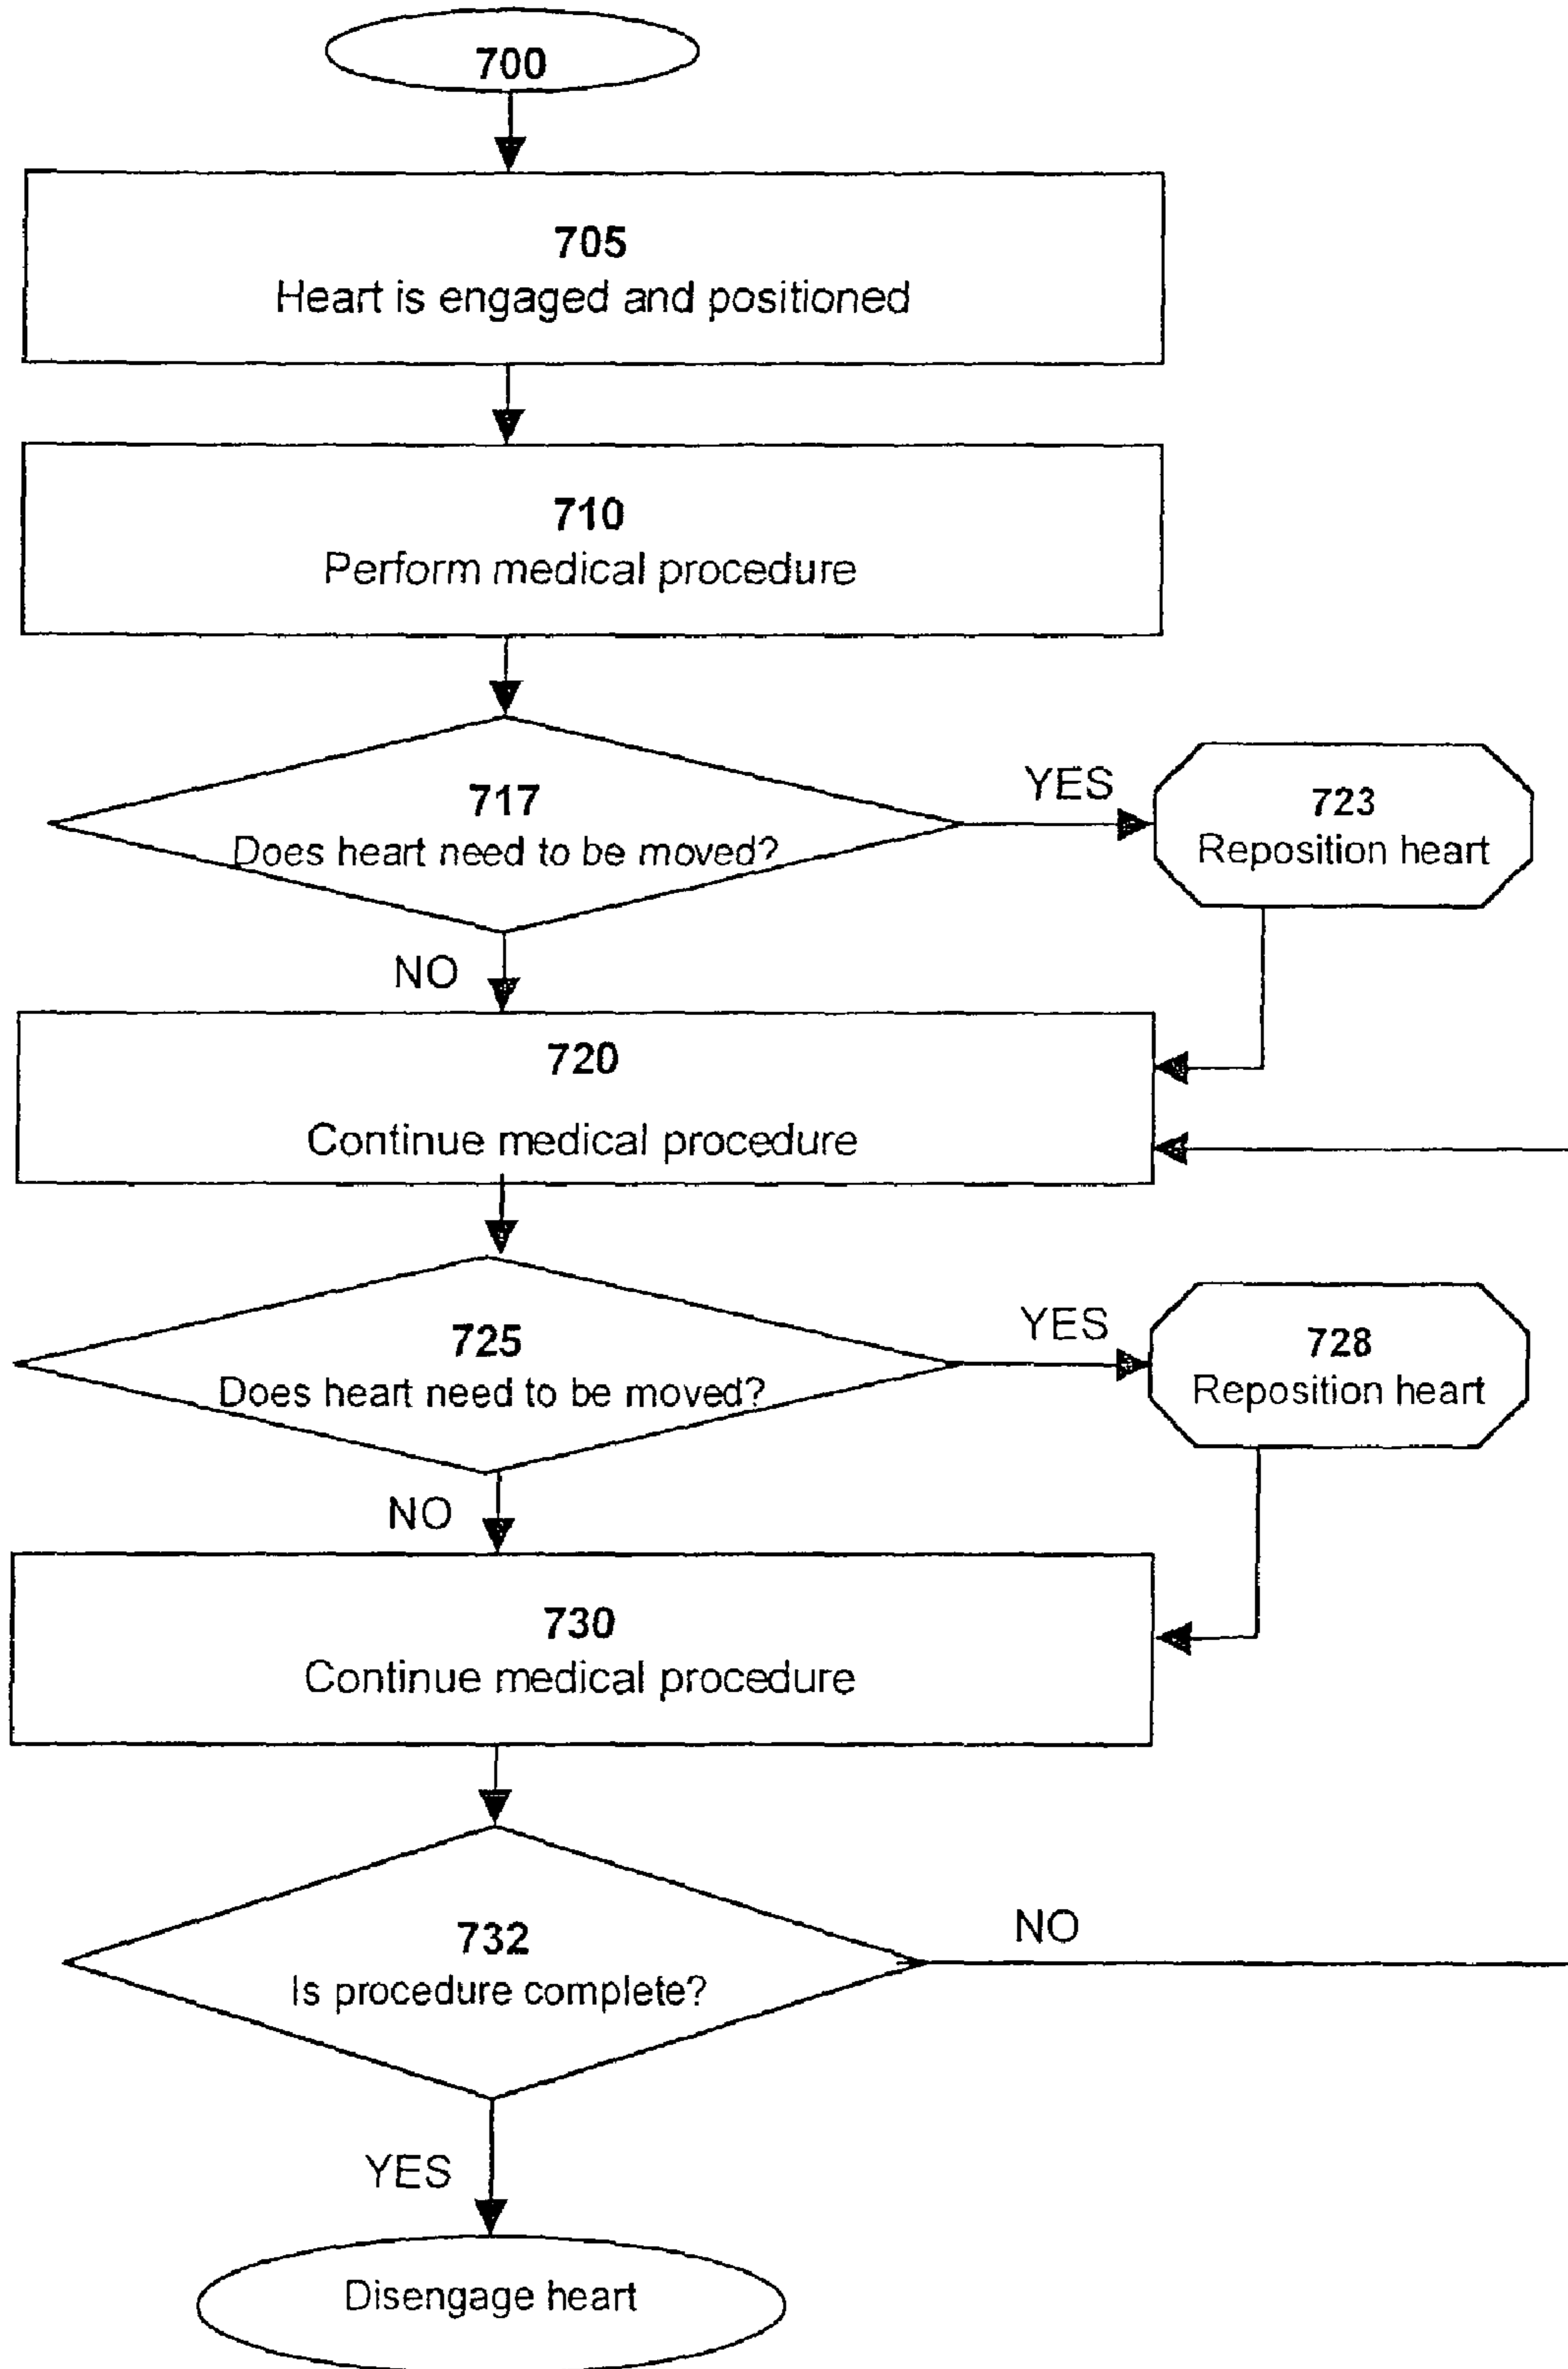 700
705
Heart is engaged and positioned
710
Perform medical procedure
717
Does heart need to be moved?
YES
723
Reposition heart
NO
720
Continue medical procedure
725
Does heart need to be moved?
YES
728
Reposition heart
NO
730
Continue medical procedure
732
Is procedure complete?
NO
YES
Disengage heart